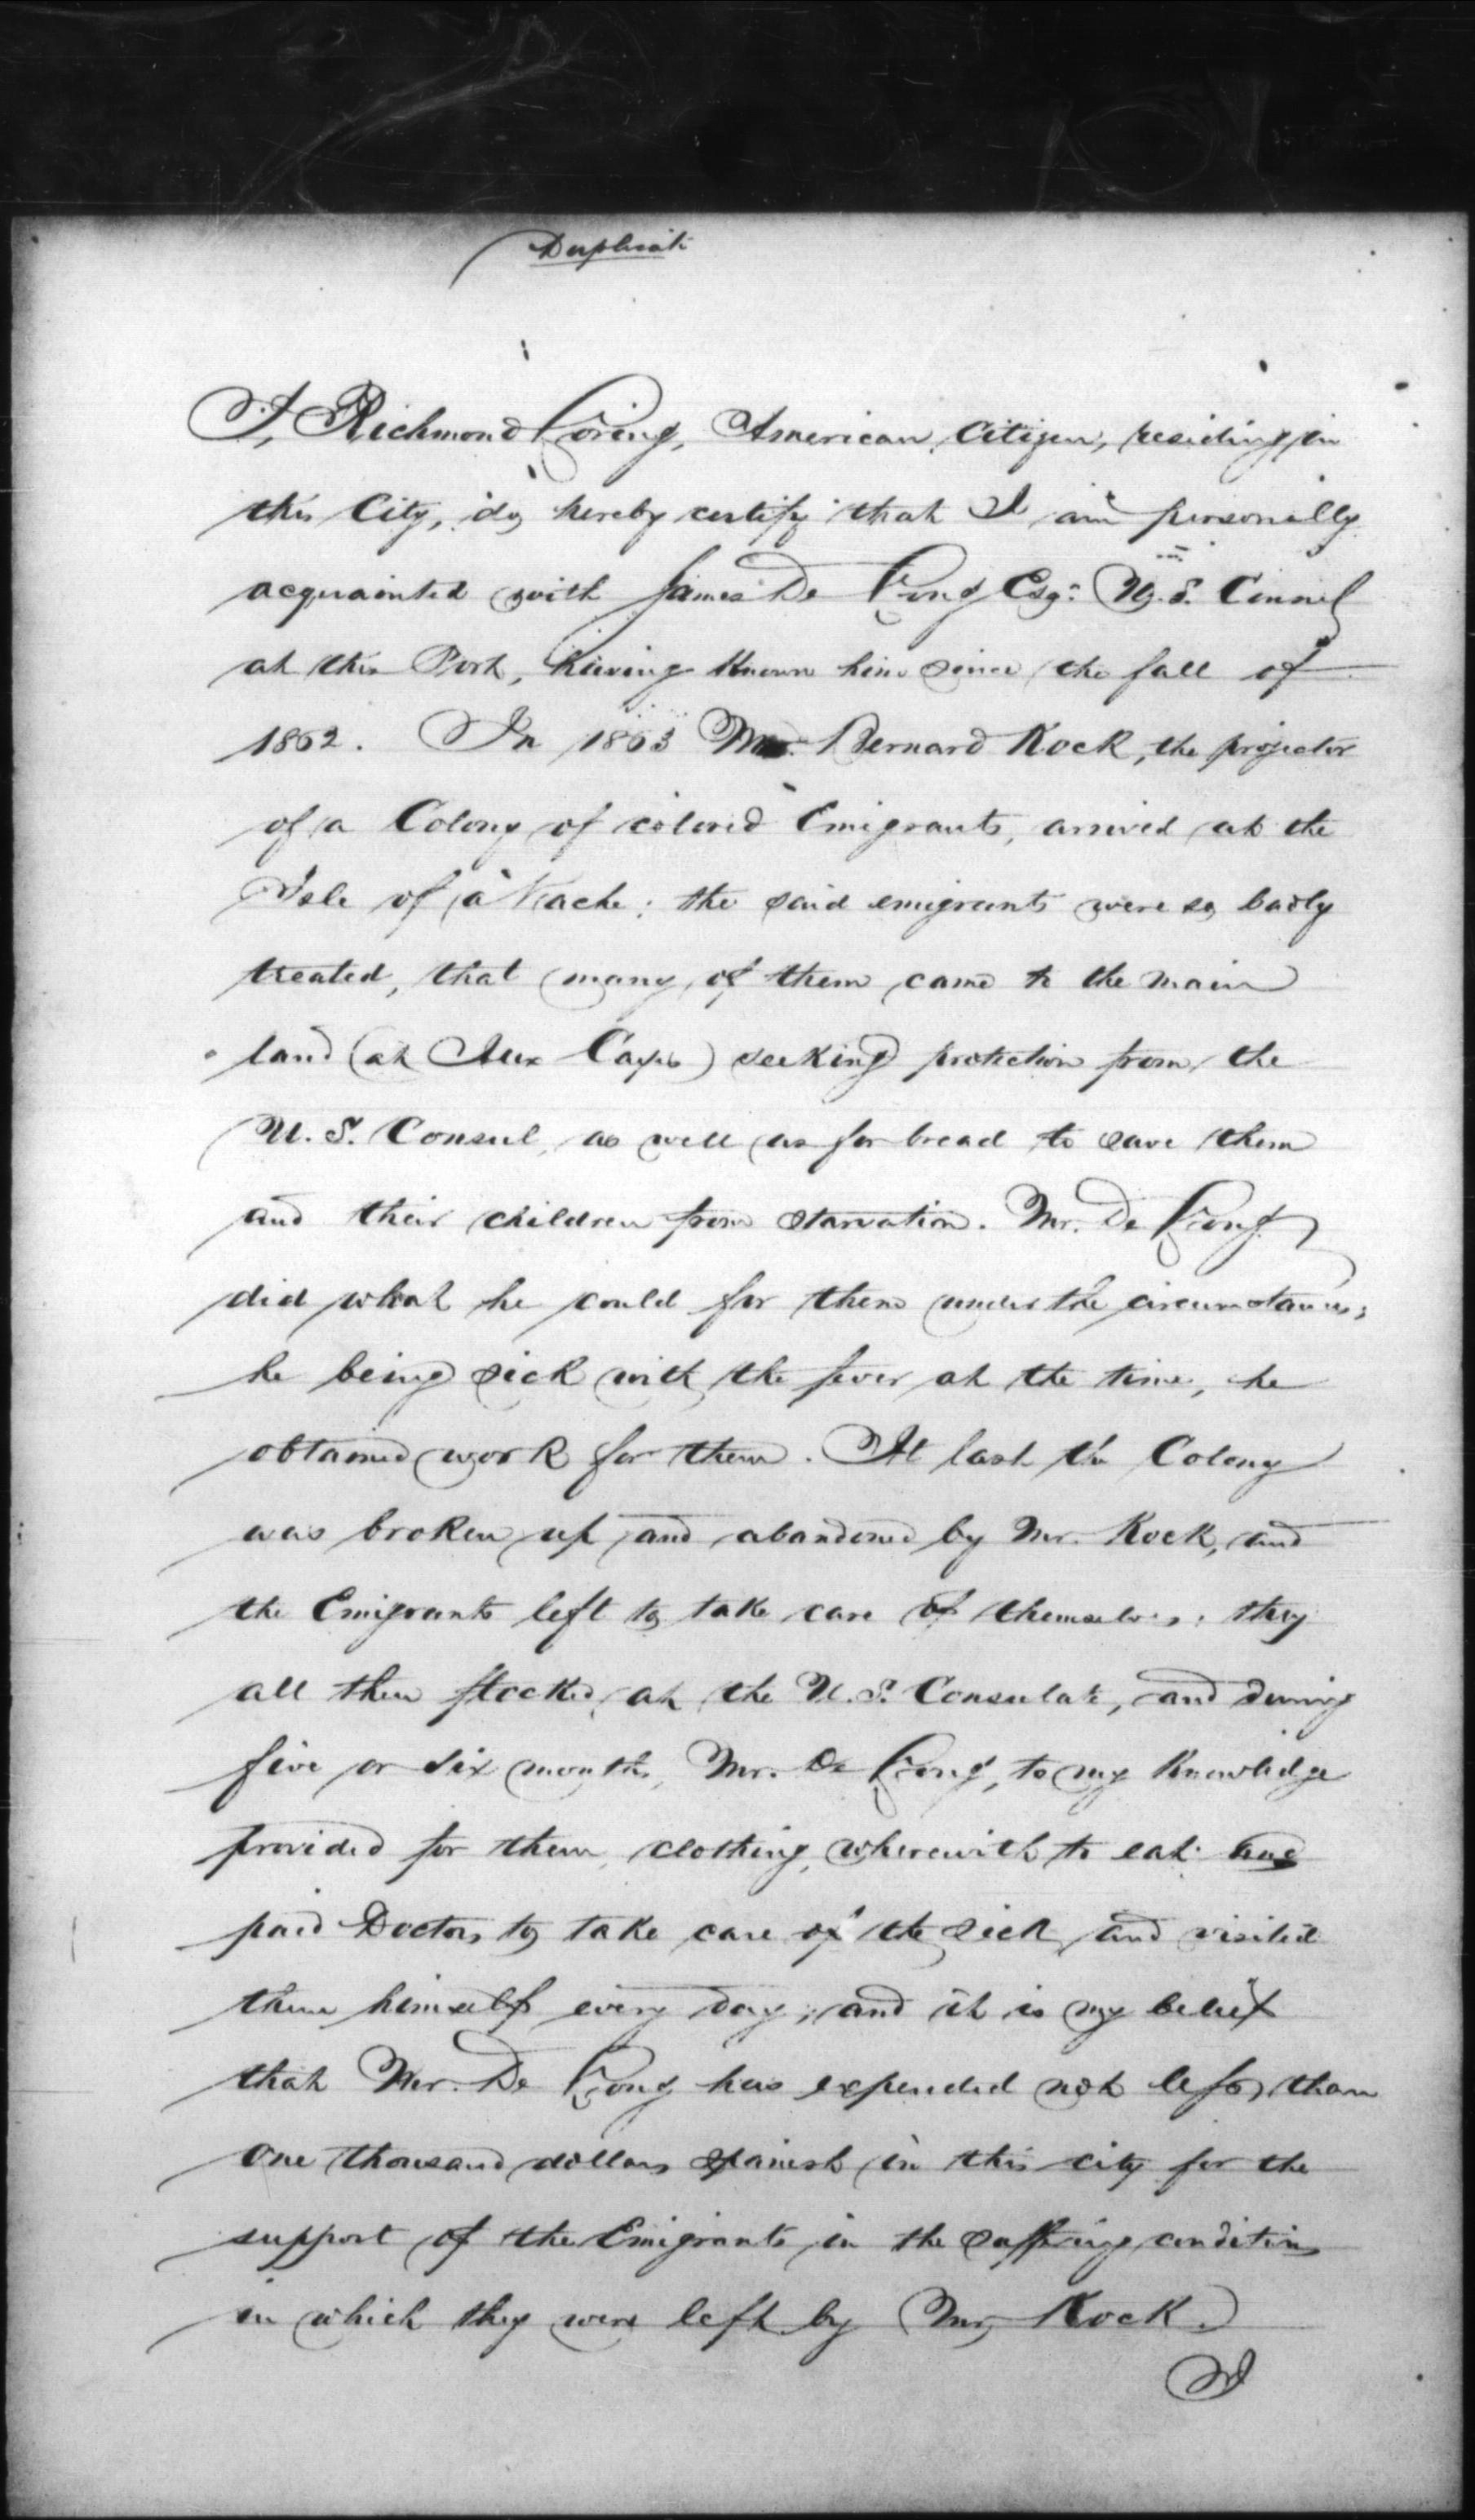 Duplicate
I, Richmond Loring, American Citizen, residing in
this City, do, hereby certify that I am personally
acquainted with James De Long Esq: U.S. Consul
at this Port, having known him since the fall of
1862. In 1863 Mr. Bernard Kock, the projector
of a Colony of colored Emigrants, arrived at the
Isle of a'Vache; the said emigrants were so badly
treated, that many of them came to the main
land (at Aux Cayes) seeking protection from the
U.S. Consul, as well as for bread to save them
and their children from starvation. Mr. De Long
did what he could for them under the circumstances;
he being sick with the fever at the time, he
obtained work for them. At last the Colony
was broken up and abandoned by Mr. Kock, and
the Emigrants left to take care of themselves; they
all then flocked at the U.S. Consulate, and during
five or six months, Mr. De Long, to my knowledge
provided for them, clothing, wherewith to eat and
paid Doctors to take care of the sick, and visited
them himself every day; and it is my belief
that Mr. De Long has expended not less than
one thousand dollars spanish in this city for the
support of the Emigrants in the suffering condition
in which they were left by Mr. Kock.
I